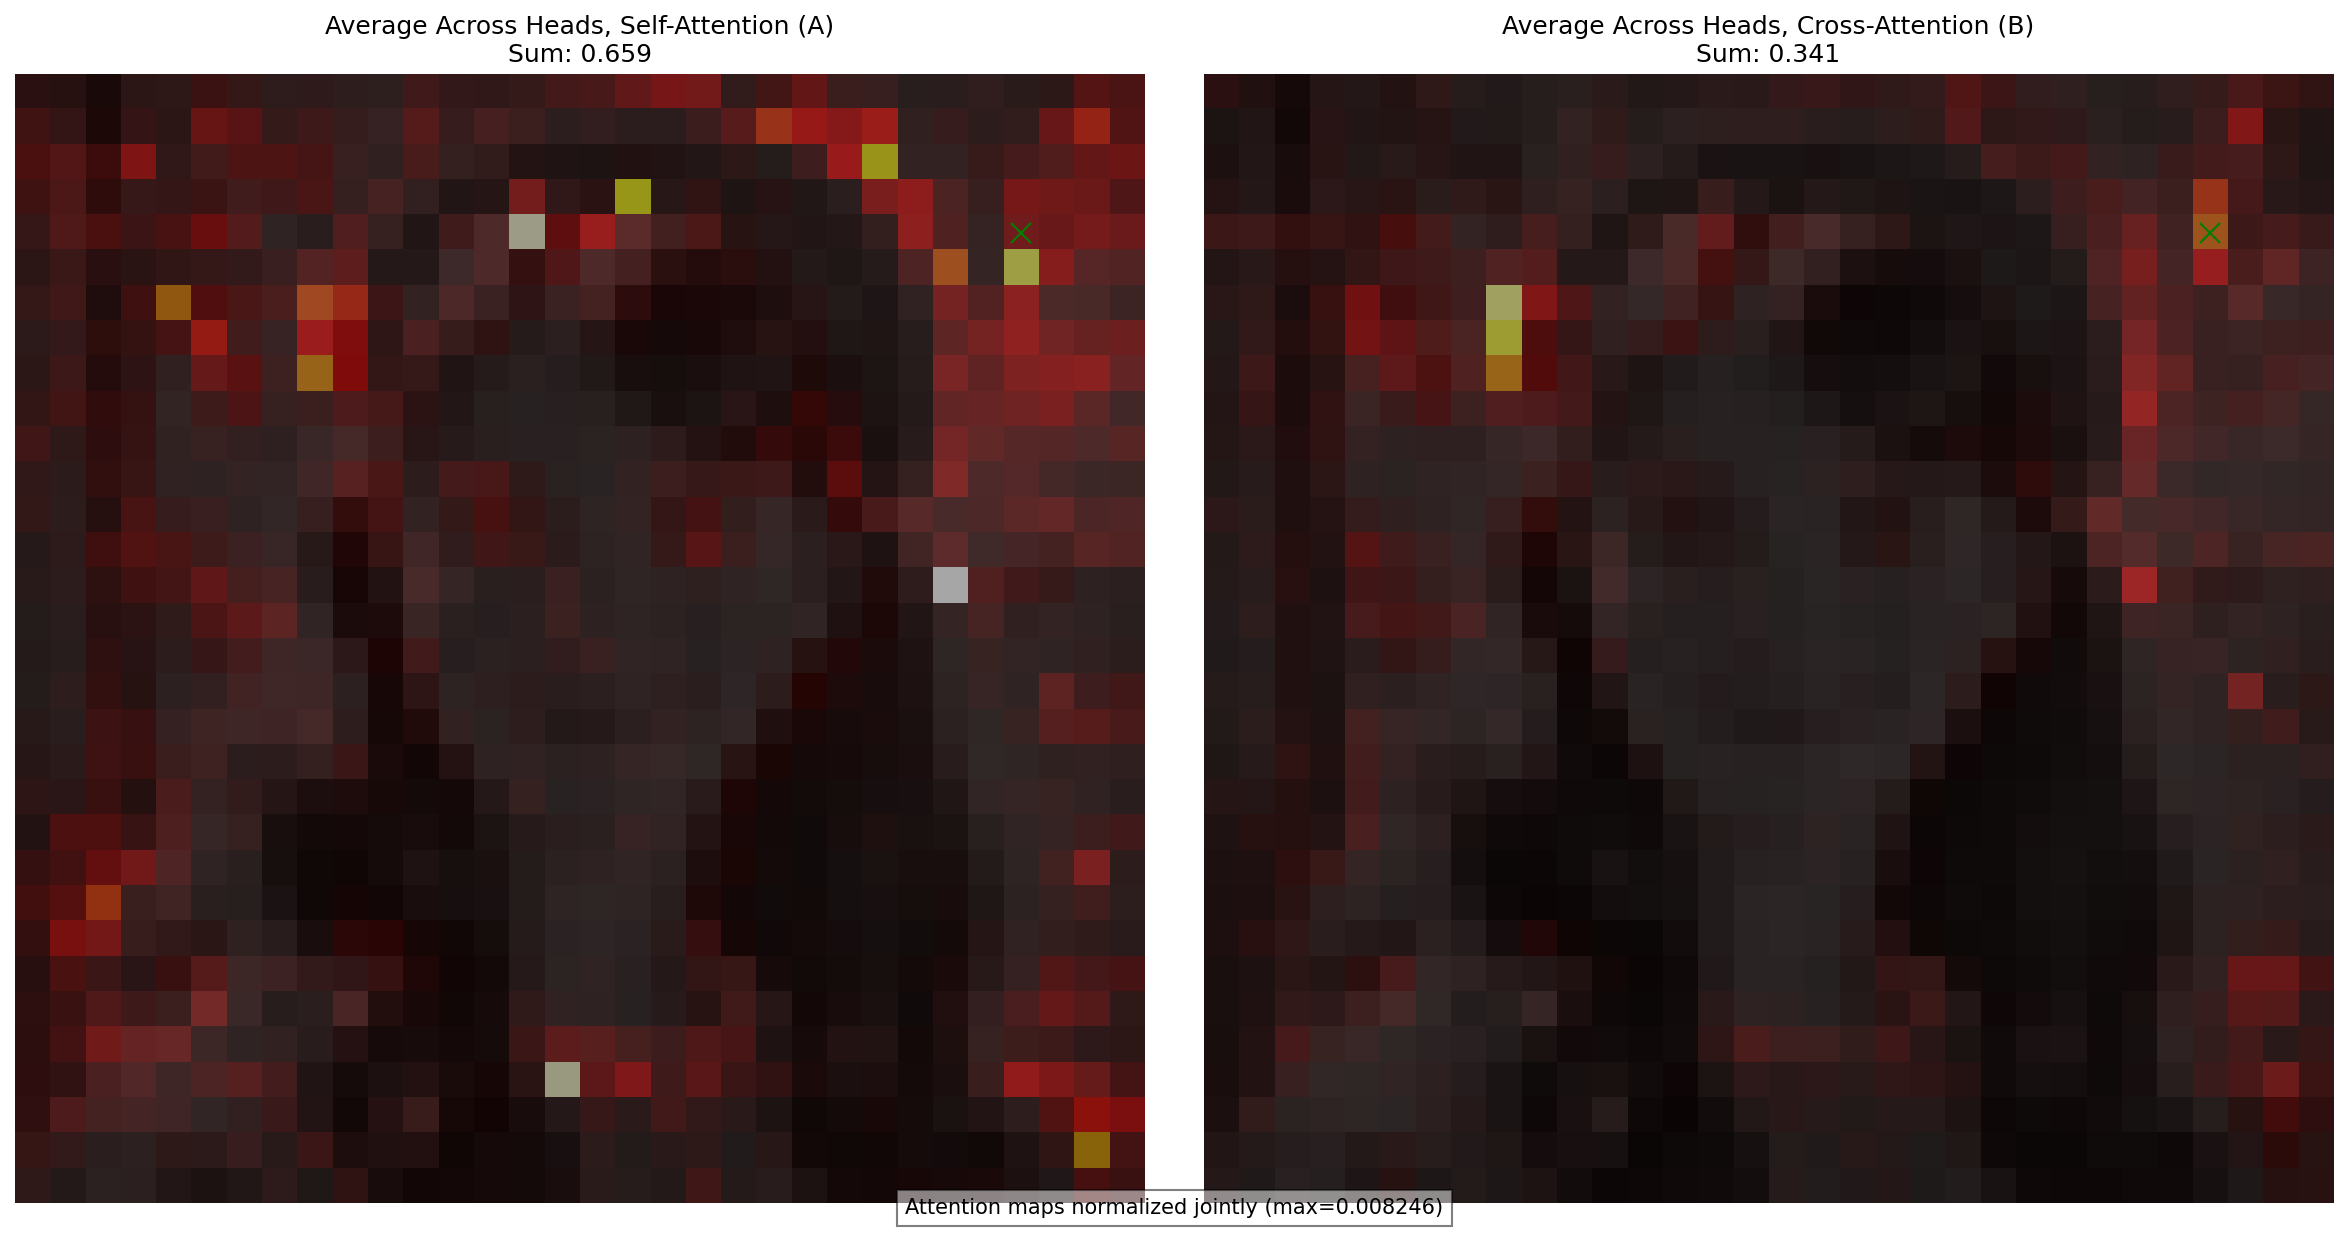 Average Across Heads, Self-Attention (A)
Sum: 0.659
Average Across Heads, Cross-Attention (B)
Sum: 0.341
Attention maps normalized jointly (max=0.008246)